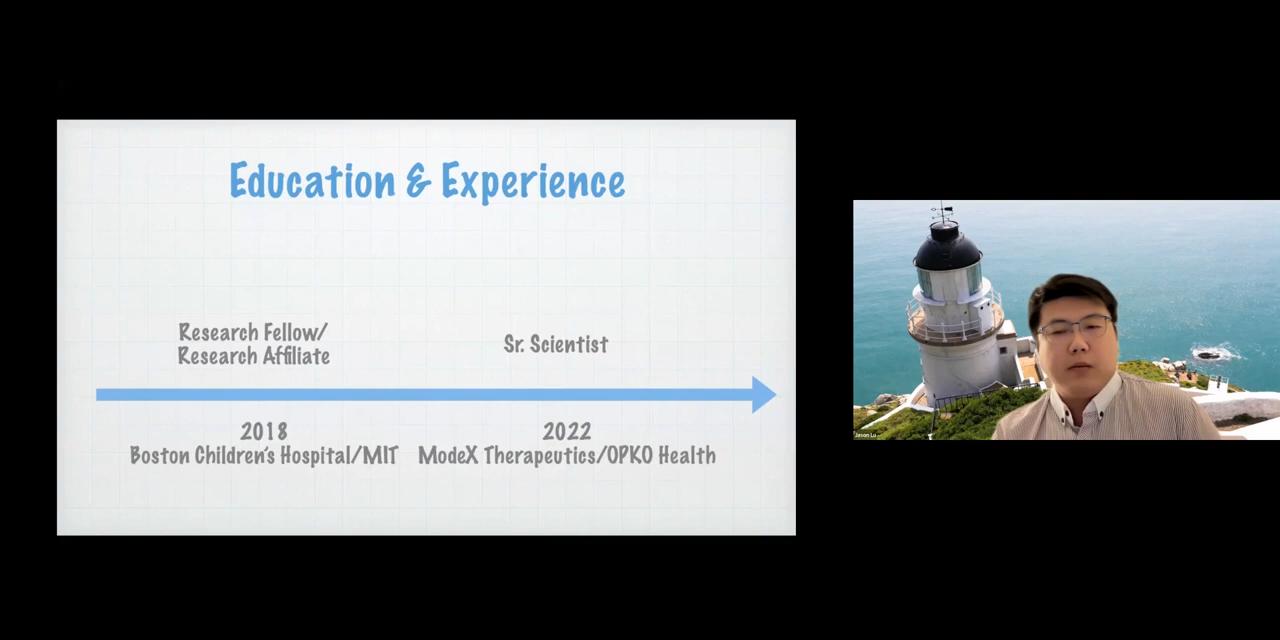 Education & Experience
Research Fellow/
Research Affiliate
Sr. Scientist
2018
Boston Children's Hospital/MIT
2022
ModeX Therapeutics/OPKO Health
Jason Lu